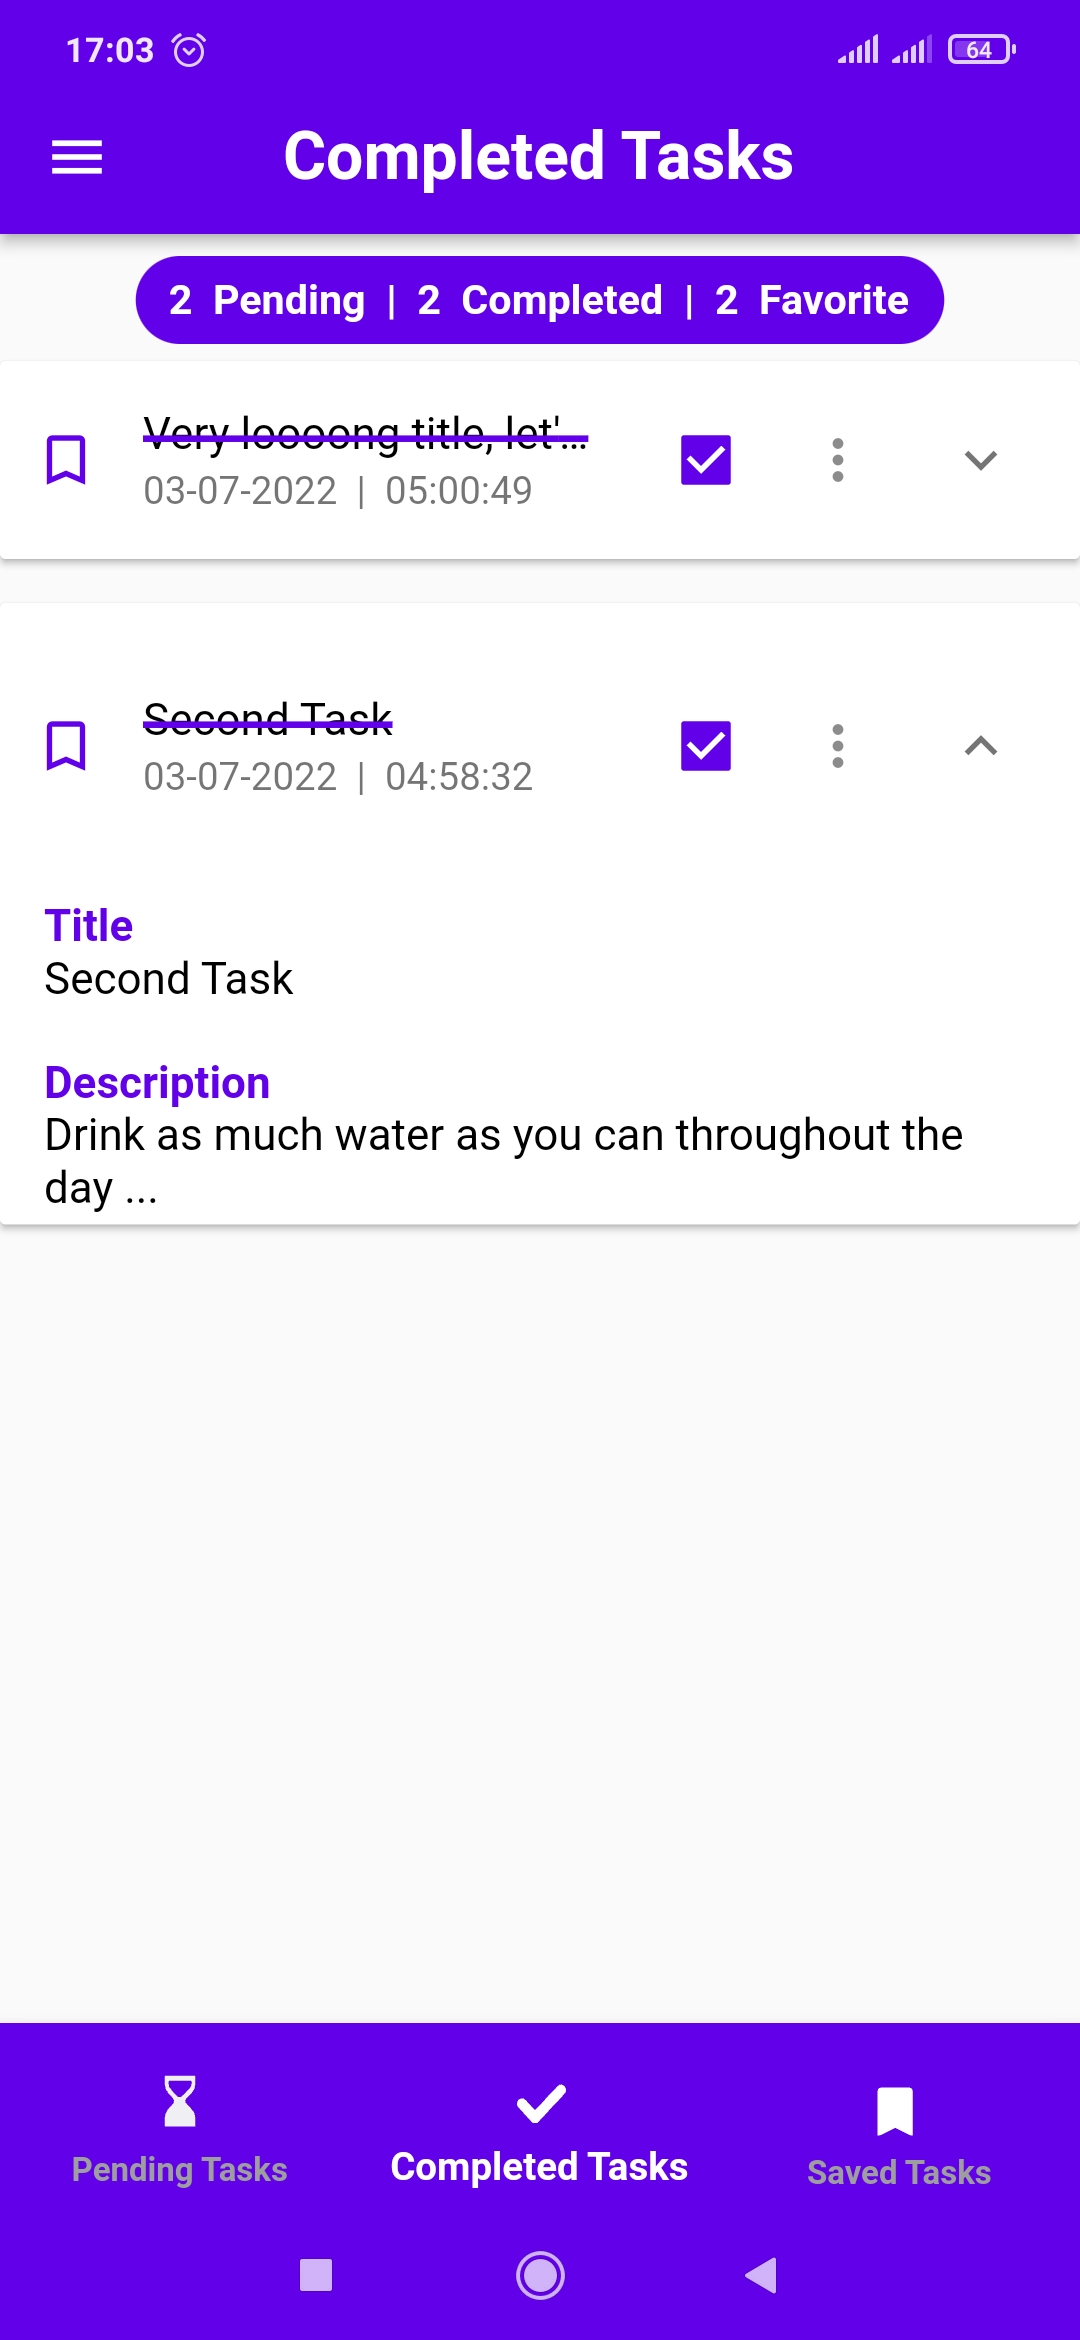 17:03
64
Completed Tasks
2 Pending | 2 Completed | 2 Favorite
Very loooong title, let'...
03-07-2022 | 05:00:49
Second Task
03-07-2022 | 04:58:32
Title
Second Task
Description
Drink as much water as you can throughout the
day ...
Pending Tasks
Completed Tasks
Saved Tasks